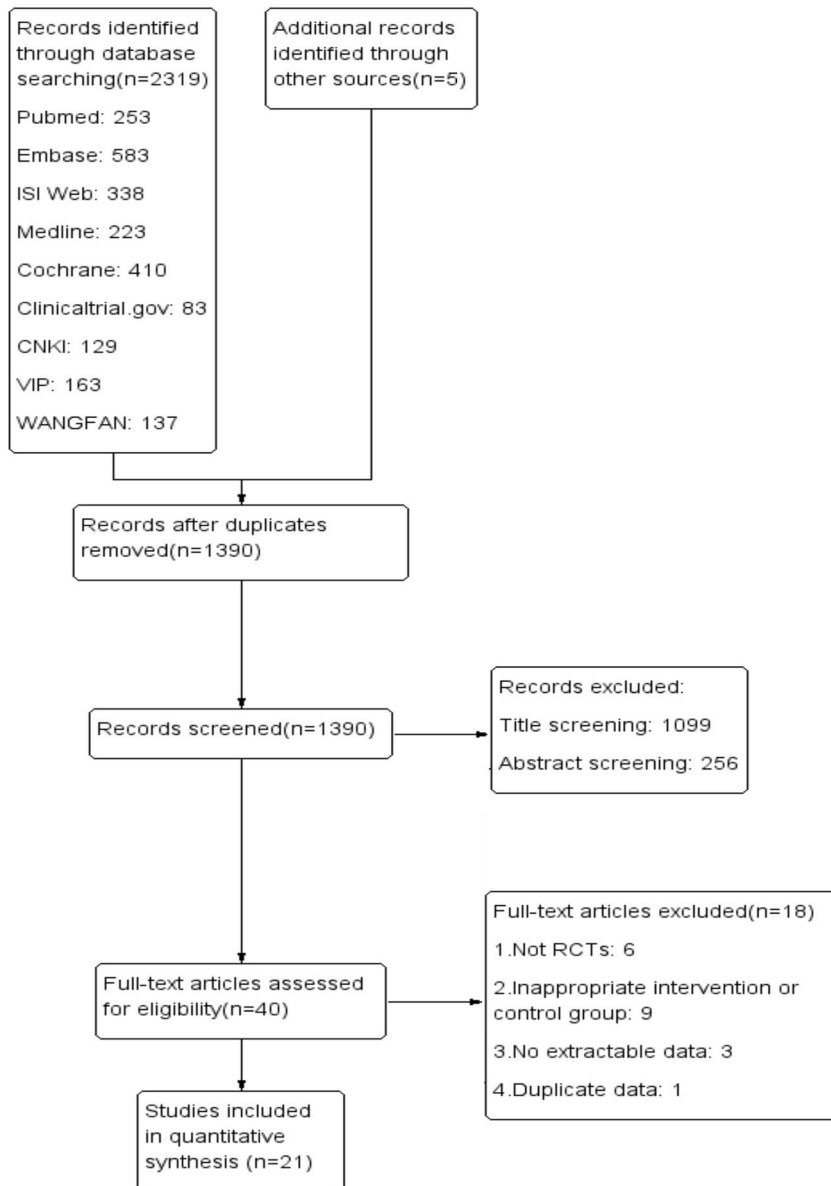 Records identified
through database
searching(n=2319)
Pubmed: 253
Embase: 583
ISI Web: 338
Medline: 223
Cochrane: 410
Clinicaltrial.gov: 83
CNKI: 129
VIP: 163
WANGFAN: 137
Additional records
identified through
other sources(n=5)
Records after duplicates
removed(n=1390)
Records screened(n=1390)
Records excluded:
Title screening: 1099
Abstract screening: 256
Full-text articles assessed
for eligibility(n=40)
Full-text articles excluded(n=18)
1.Not RCTs: 6
2.Inappropriate intervention or
control group: 9
3.No extractable data: 3
4.Duplicate data: 1
Studies included
in quantitative
synthesis (n=21)